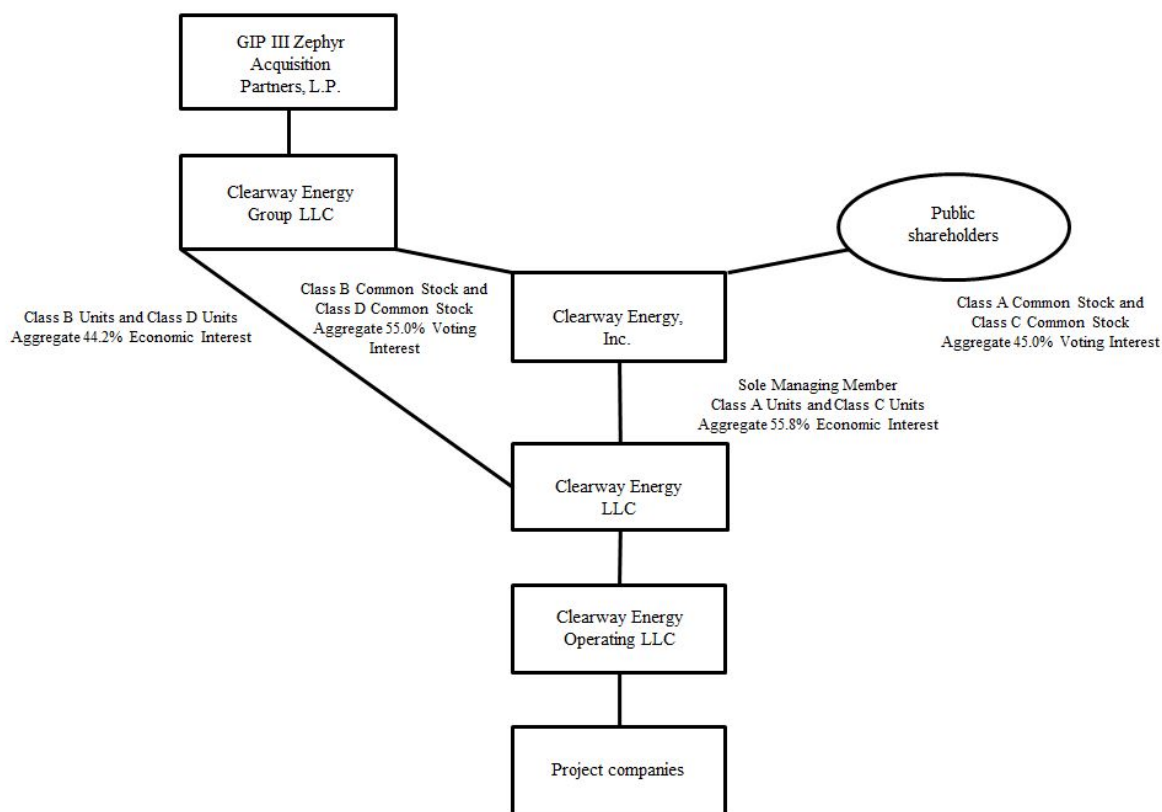 GIP III Zephyr
Acquisition
Partners, L.P.
Clearway Energy
Group LLC
Public
shareholders
Class B Units and Class D Units
Aggregate 44.2% Economic Interest
Class B Common Stock and
Class D Common Stock
Aggregate 55.0% Voting
Interest
Clearway Energy,
Inc.
Class A Common Stock and
Class C Common Stock
Aggregate 45.0% Voting Interest
Sole Managing Member
Class A Units and Class C Units
Aggregate 55.8% Economic Interest
Clearway Energy
LLC
Clearway Energy
Operating LLC
Project companies